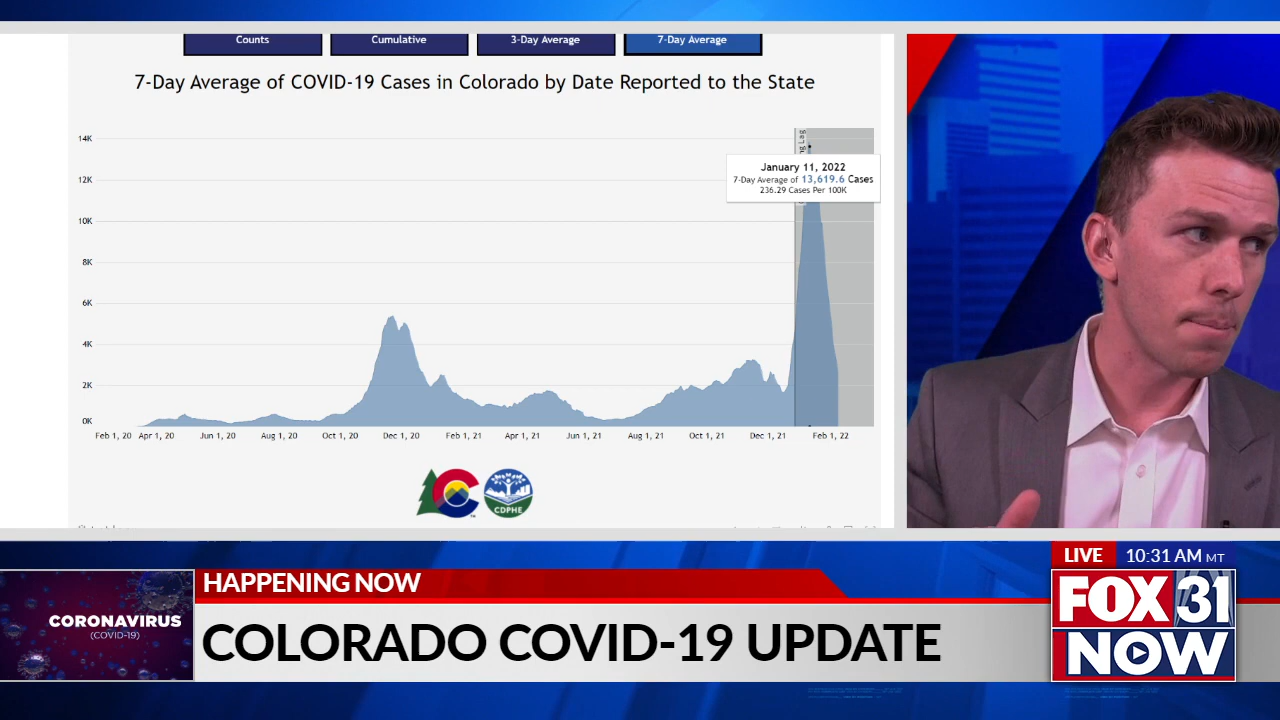 Counts
Cumulative
3-Day Average
7-Day Average
7-Day Average of COVID-19 Cases in Colorado by Date Reported to the State
14K
12K
10K
8K
6K
4K
2K
0K
January 11, 2022
7-Day Average of 13,619.6 Cases
236.29 Cases Per 100K
Feb 1, 20
Apr 1, 20
Jun 1, 20
Aug 1, 20
Oct 1, 20
Dec 1, 20
Feb 1, 21
Apr 1, 21
Jun 1, 21
Aug 1, 21
Oct 1, 21
Dec 1, 21
Feb 1, 22
CDPHE
HAPPENING NOW
COLORADO COVID-19 UPDATE
CORONAVIRUS
(COVID-19)
LIVE 10:31 AM MT
FOX 31
NOW